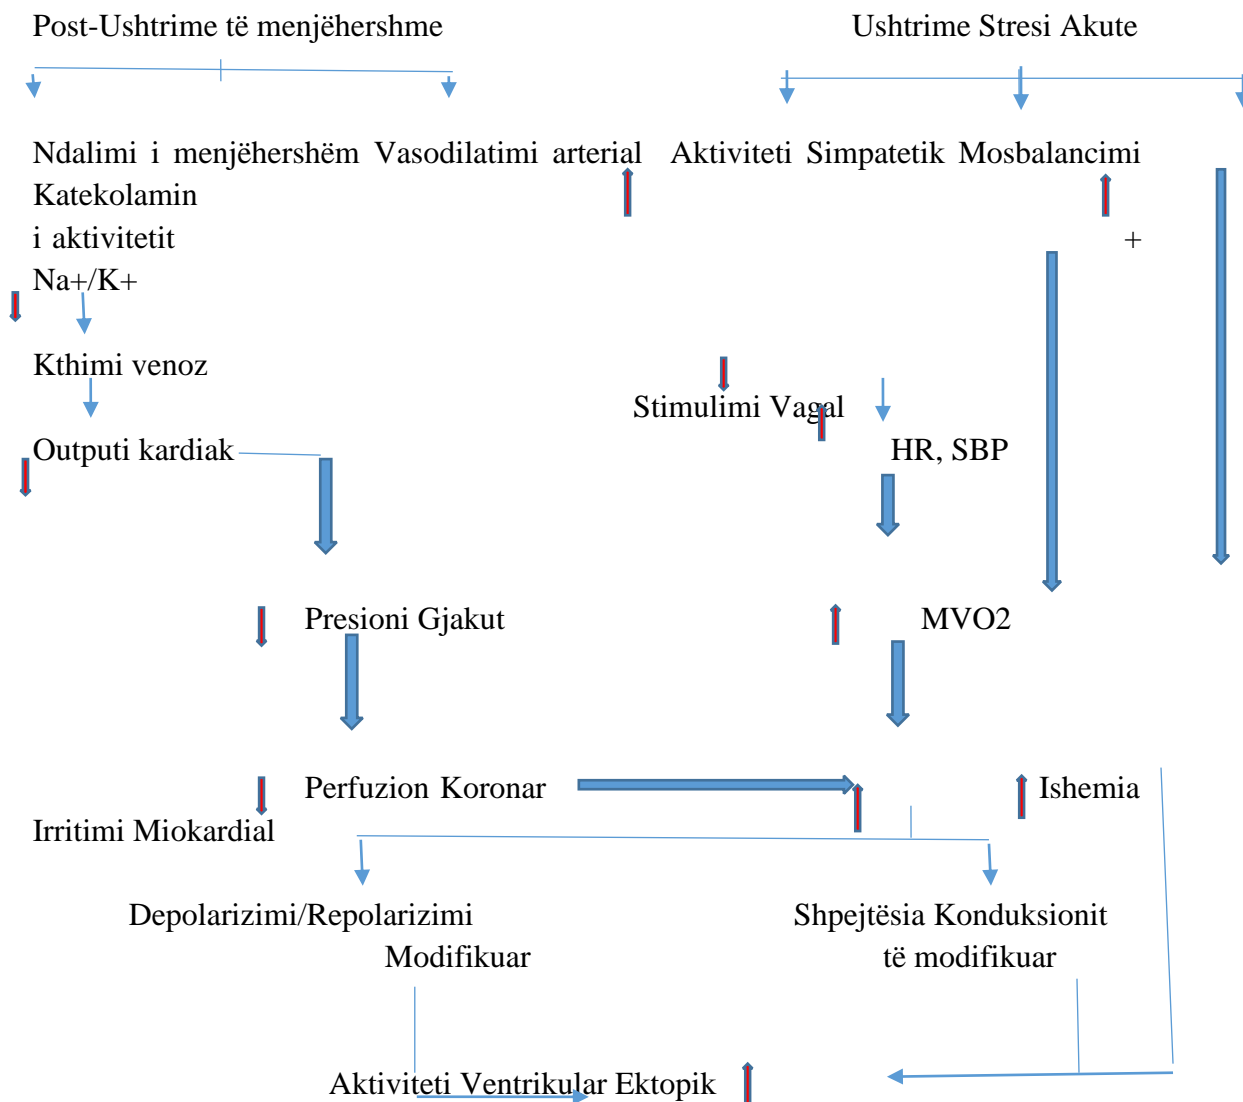 Post-Ushtrime të menjëhershme Ushtrime Stresi Akute
Ndalimi i menjëhershëm Vasodilatimi arterial Aktiviteti Simpatetik Mosbalancimi
Katekolamin
i aktivitetit +
Na+/K+
Kthimi venoz
Stimulimi Vagal
Outputi kardiak HR, SBP
Presioni Gjakut MVO2
Perfuzion Koronar Ishemia
Irritimi Miokardial
Depolarizimi/Repolarizimi Shpejtësia Konduksionit
Modifikuar të modifikuar
Aktiviteti Ventrikular Ektopik